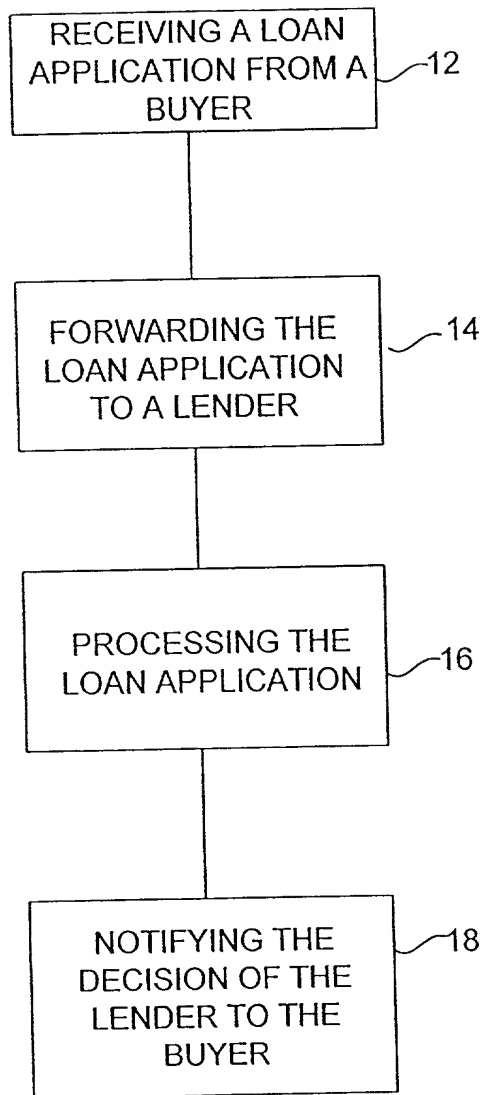 RECEIVING A LOAN
APPLICATION FROM A
BUYER
12
FORWARDING THE
LOAN APPLICATION
TO A LENDER
14
PROCESSING THE
LOAN APPLICATION
16
NOTIFYING THE
DECISION OF THE
LENDER TO THE
BUYER
18